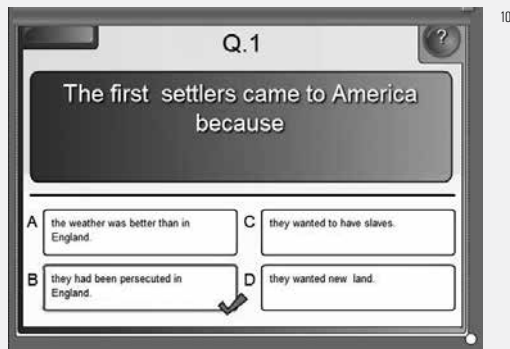 10
Q.1
?
The first settlers came to America
because
A
the weather was better than in
England.
C
they wanted to have slaves.
B
they had been persecuted in
England.
D
they wanted new land.